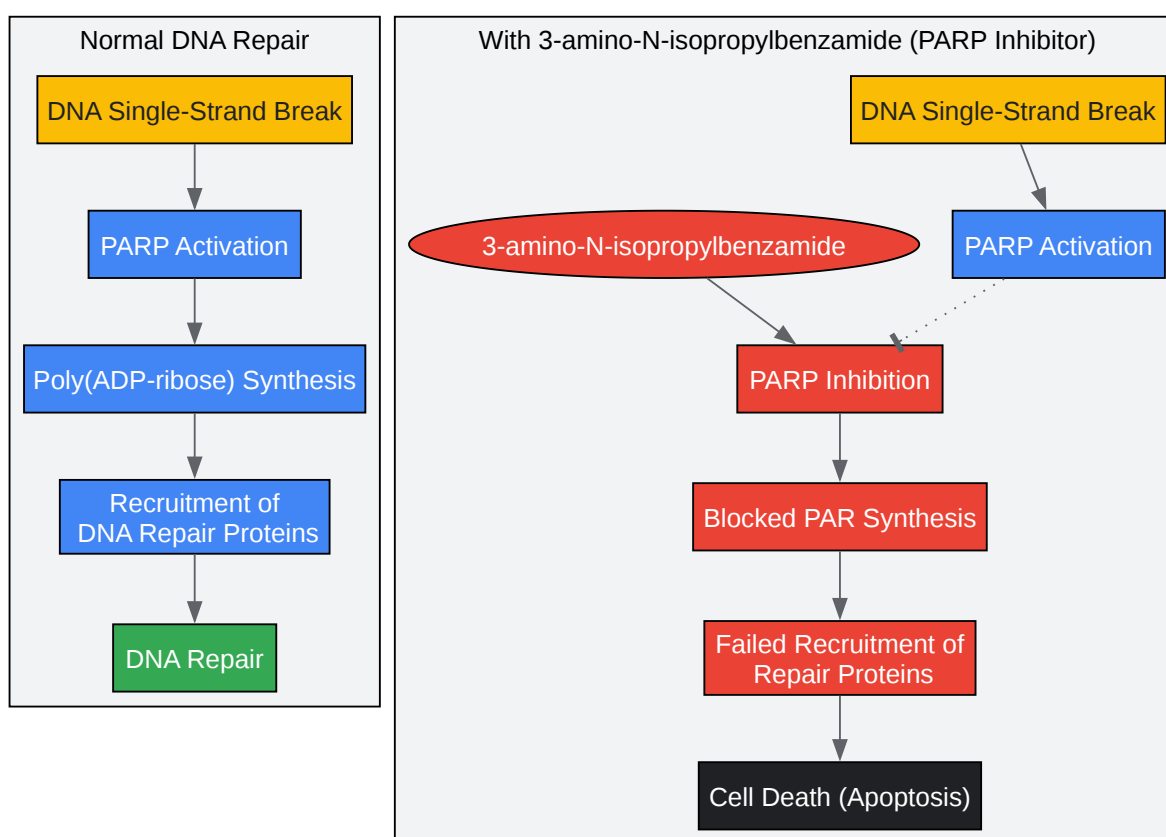 Normal DNA Repair
DNA Single-Strand Break
PARP Activation
Poly(ADP-ribose) Synthesis
Recruitment of
DNA Repair Proteins
DNA Repair
With 3-amino-N-isopropylbenzamide (PARP Inhibitor)
DNA Single-Strand Break
3-amino-N-isopropylbenzamide
PARP Activation
PARP Inhibition
Blocked PAR Synthesis
Failed Recruitment of
Repair Proteins
Cell Death (Apoptosis)